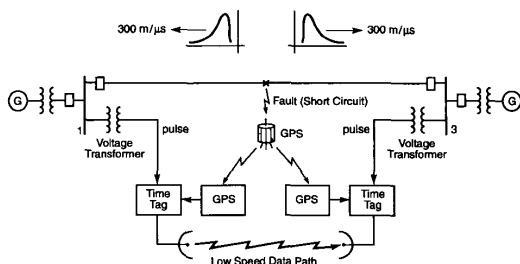 300 m/μs
300 m/μs
Fault (Short Circuit)
G
G
1
3
Voltage
Transformer
pulse
GPS
pulse
Voltage
Transformer
Time
Tag
GPS
GPS
Time
Tag
Low Speed Data Path